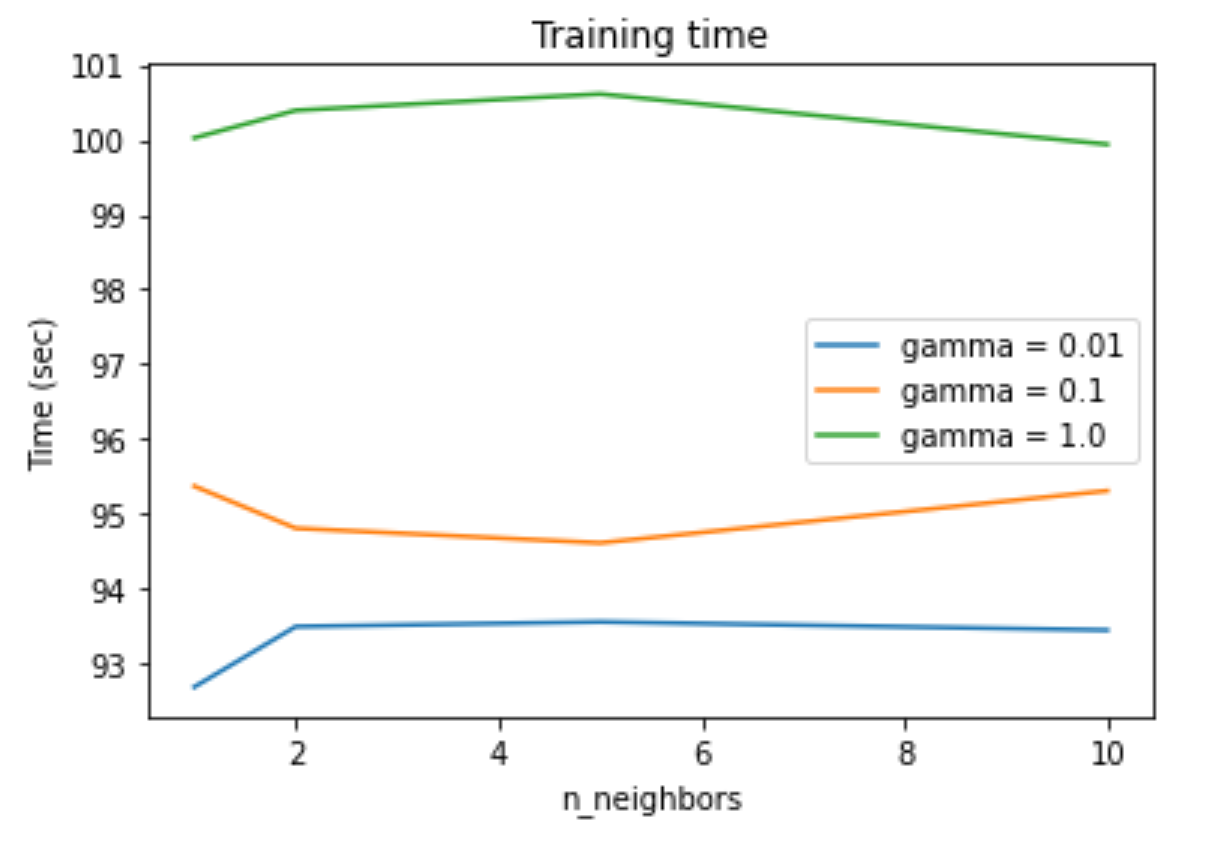 Training time
101
100
99
98
97
96
95
94
93
Time (sec)
gamma = 0.01
gamma = 0.1
gamma = 1.0
2 4 6 8 10
n_neighbors